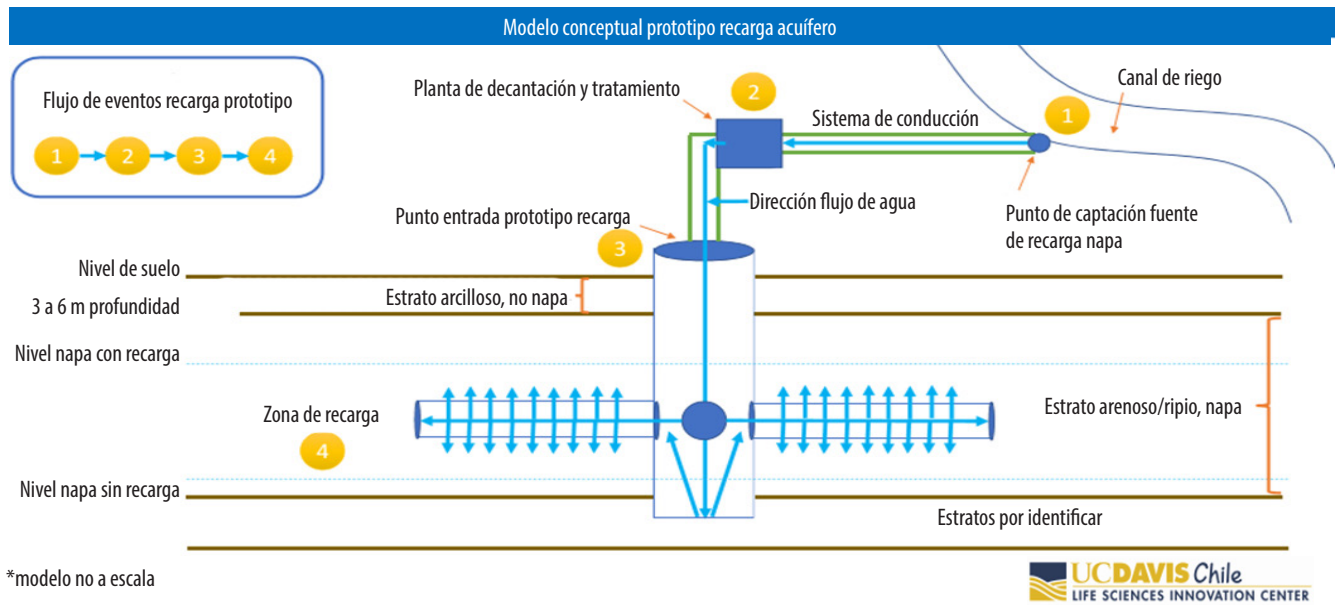 Modelo conceptual prototipo recarga acuífero
Flujo de eventos recarga prototipo
1
2
3
4
Planta de decantación y tratamiento
2
Sistema de conducción
1
Canal de riego
Dirección flujo de agua
Punto de captación fuente
de recarga napa
Punto entrada prototipo recarga
3
Nivel de suelo
Estrato arcilloso, no napa
3 a 6 m profundidad
Nivel napa con recarga
Zona de recarga
4
Estrato arenoso/ripio, napa
Nivel napa sin recarga
Estratos por identificar
*modelo no a escala
UCDAVIS Chile
LIFE SCIENCES INNOVATION CENTER